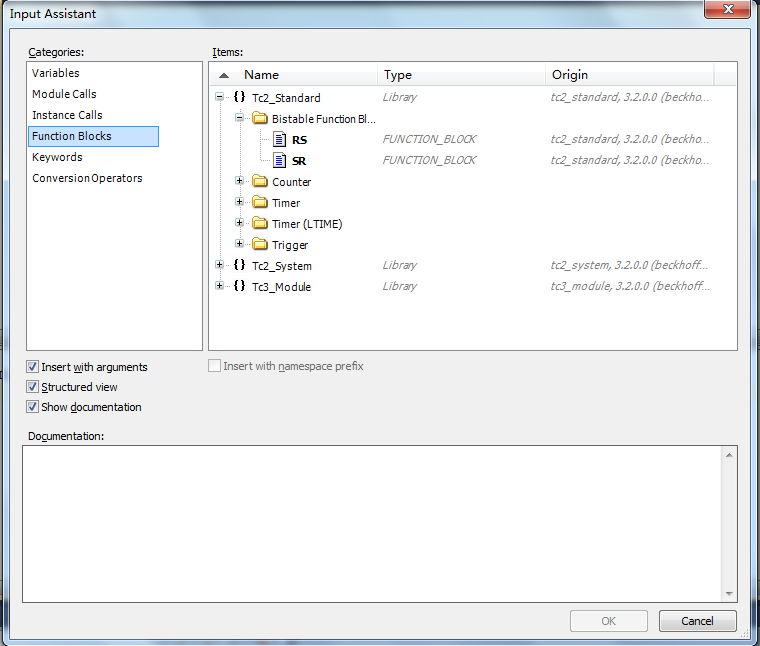 Input Assistant
Categories:
Items:
Variables
Module Calls
Instance Calls
Function Blocks
Keywords
ConversionOperators
Name Type Origin
{} Tc2_Standard Library tc2_standard, 3.2.0.0 (beckho...
Bistable Function Bl...
RS FUNCTION_BLOCK tc2_standard, 3.2.0.0 (beckho...
SR FUNCTION_BLOCK tc2_standard, 3.2.0.0 (beckho...
Counter
Timer
Timer (LTIME)
Trigger
{} Tc2_System Library tc2_system, 3.2.0.0 (beckhoff...
{} Tc3_Module Library tc3_module, 3.2.0.0 (beckhoff...
Insert with arguments
Insert with namespace prefix
Structured view
Show documentation
Documentation:
OK Cancel